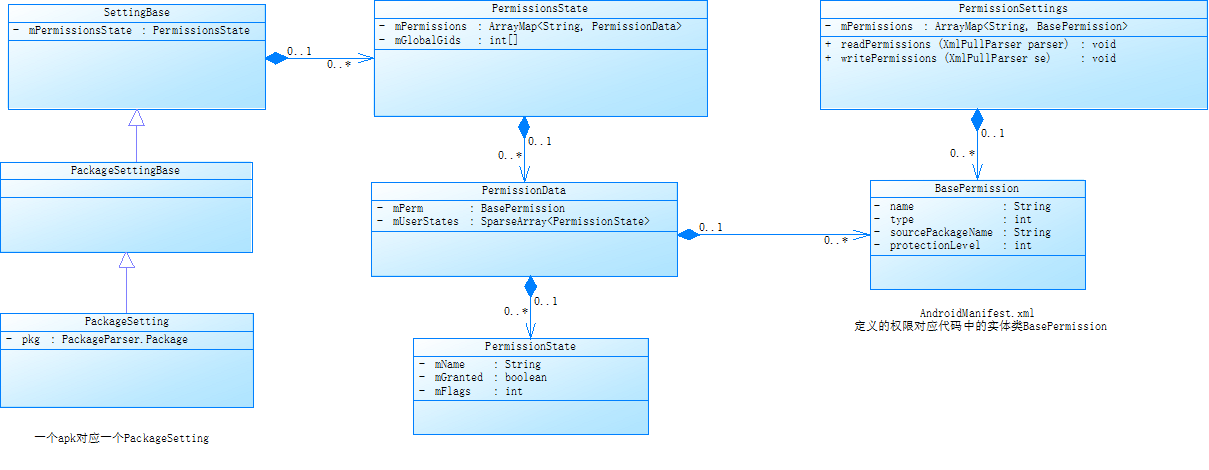 SettingBase
- mPermissionsState : PermissionsState
0..1
0..*
PermissionsState
- mPermissions : ArrayMap<String, PermissionData>
- mGlobalGids : int[]
0..1
0..*
PermissionSettings
- mPermissions : ArrayMap<String, BasePermission>
+ readPermissions (XmlPullParser parser) : void
+ writePermissions (XmlPullParser se) : void
0..1
0..*
PackageSettingBase
PermissionData
- mPerm : BasePermission
- mUserStates : SparseArray<PermissionState>
0..1
0..*
BasePermission
- name : String
- type : int
- sourcePackageName : String
- protectionLevel : int
0..1
0..*
AndroidManifest.xml
定义的权限对应代码中的实体类BasePermission
PackageSetting
- pkg : PackageParser.Package
PermissionState
- mName : String
- mGranted : boolean
- mFlags : int
一个apk对应一个PackageSetting